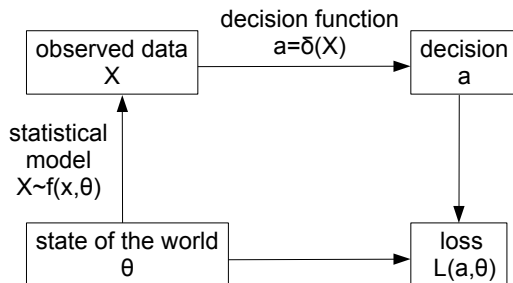 decision function
a=δ(X)
observed data
X
decision
a
statistical
model
X~f(x,θ)
state of the world
θ
loss
L(a,θ)